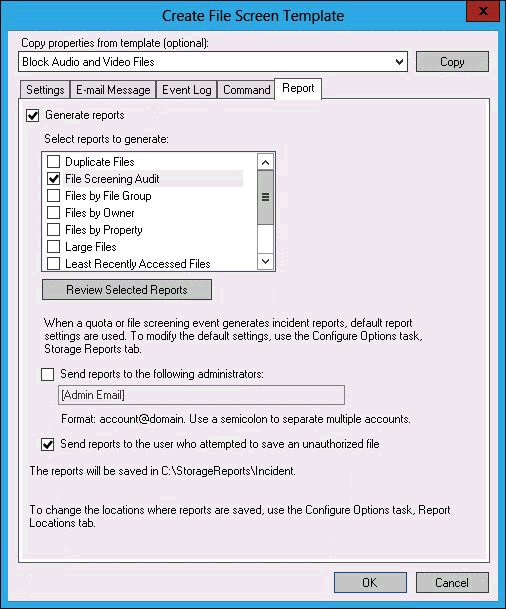 Create File Screen Template
x
Copy properties from template (optional):
Block Audio and Video Files
Copy
Settings E-mail Message Event Log Command Report
Generate reports
Select reports to generate:
Duplicate Files
File Screening Audit
Files by File Group
Files by Owner
Files by Property
Large Files
Least Recently Accessed Files
Review Selected Reports
When a quota or file screening event generates incident reports, default report
settings are used. To modify the default settings, use the Configure Options task,
Storage Reports tab.
Send reports to the following administrators:
[Admin Email]
Format: account@domain. Use a semicolon to separate multiple accounts.
Send reports to the user who attempted to save an unauthorized file
The reports will be saved in C:\StorageReports\Incident.
To change the locations where reports are saved, use the Configure Options task, Report
Locations tab.
OK Cancel